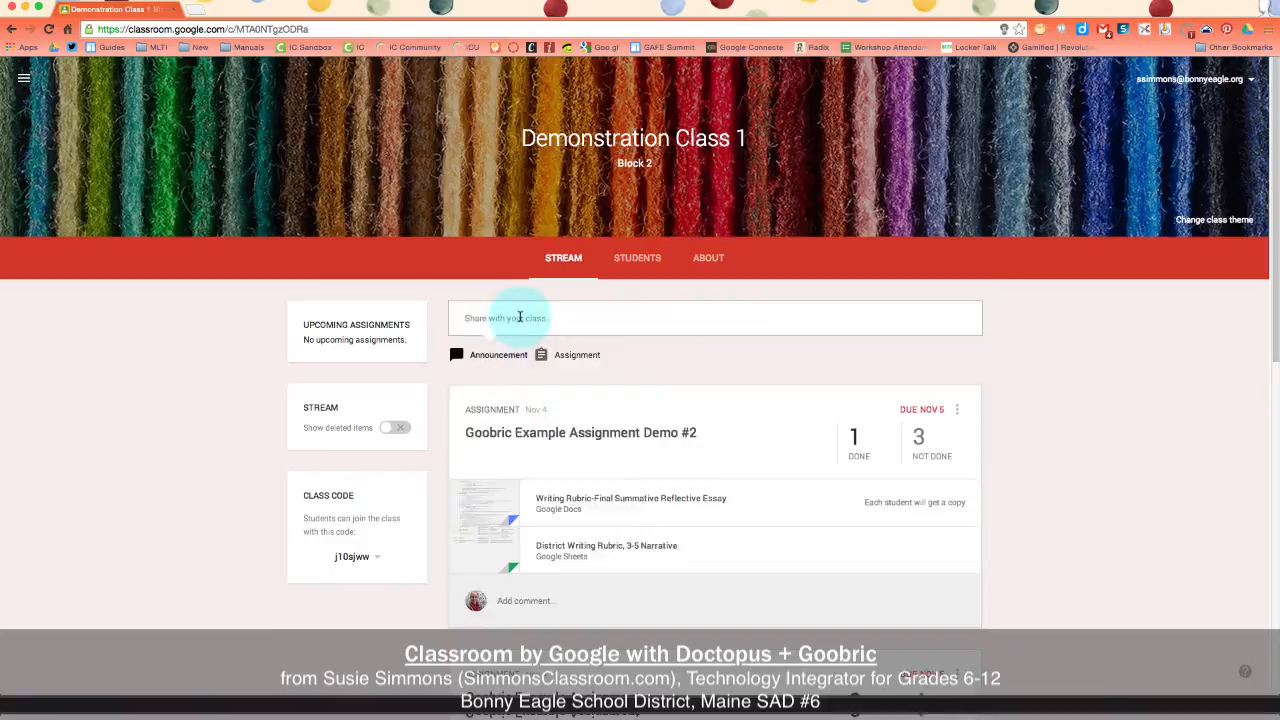 Demonstration Class 1
https://classroom.google.com/c/MTA0NTgzODRa
Apps Guides MLTI New Manuals IC Sandbox IC IC Community ICU Goo.gl GAFE Summit Google Connecte Radix Workshop Attendan Locker Talk Gamified | Revolut Other Bookmarks
ssimmons@bonnyeagle.org
Demonstration Class 1
Block 2
Change class theme
STREAM STUDENTS ABOUT
Share with your class...
Announcement Assignment
UPCOMING ASSIGNMENTS
No upcoming assignments.
STREAM
Show deleted items
CLASS CODE
Students can join the class
with this code:
j10sjww
ASSIGNMENT Nov 4
DUE NOV 5
Goobric Example Assignment Demo #2
1
DONE
3
NOT DONE
Writing Rubric-Final Summative Reflective Essay
Google Docs
Each student will get a copy
District Writing Rubric, 3-5 Narrative
Google Sheets
Add comment...
Classroom by Google with Doctopus + Goobric
from Susie Simmons (SimmonsClassroom.com), Technology Integrator for Grades 6-12
Bonny Eagle School District, Maine SAD #6